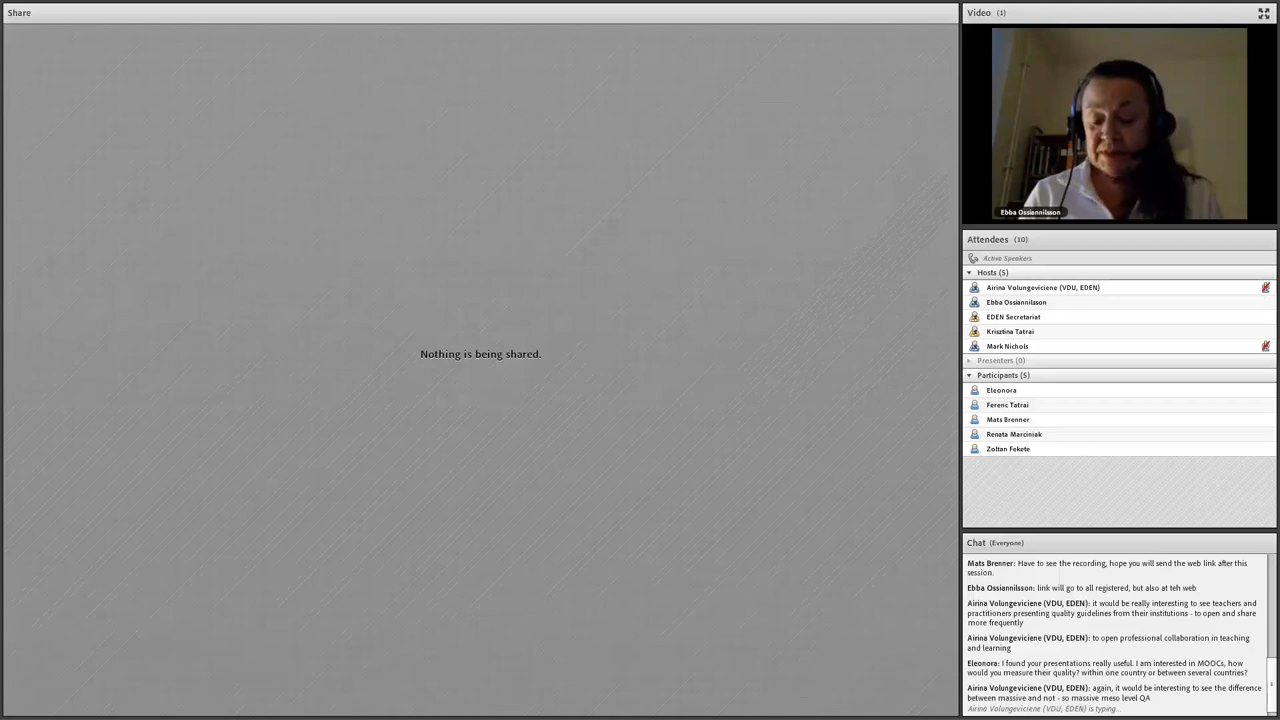 Share
Nothing is being shared.
Video (1)
Ebba Ossiannilsson
Attendees (10)
Active Speakers
Hosts (5)
Airina Volungeviciene (VDU, EDEN)
Ebba Ossiannilsson
EDEN Secretariat
Krisztina Tatrai
Mark Nichols
Presenters (0)
Participants (5)
Eleonora
Ferenc Tatrai
Mats Brenner
Renata Marciniak
Zoltan Fekete
Chat (Everyone)
Mats Brenner: Have to see the recording, hope you will send the web link after this
session.
Ebba Ossiannilsson: link will go to all registered, but also at teh web
Airina Volungeviciene (VDU, EDEN): it would be really interesting to see teachers and
practitioners presenting quality guidelines from their institutions - to open and share
more frequently
Airina Volungeviciene (VDU, EDEN): to open professional collaboration in teaching
and learning
Eleonora: I found your presentations really useful. I am interested in MOOCs, how
would you measure their quality? within one country or between several countries?
Airina Volungeviciene (VDU, EDEN): again, it would be interesting to see the difference
between massive and not - so massive meso level QA
Airina Volungeviciene (VDU, EDEN) is typing...